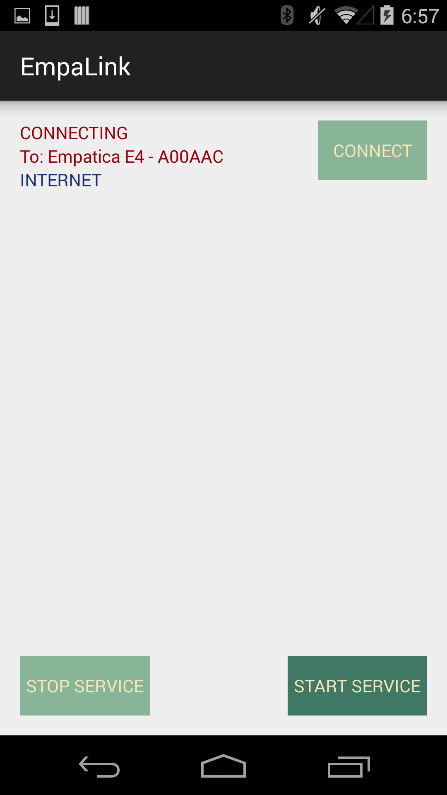 6:57
EmpaLink
CONNECTING
To: Empatica E4 - A00AAC
INTERNET
CONNECT
STOP SERVICE
START SERVICE